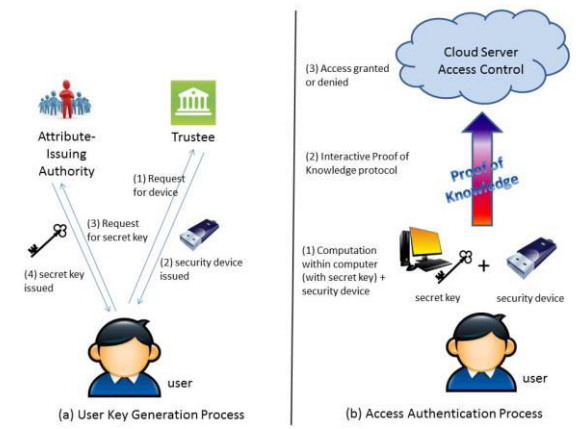 Attribute-
Issuing
Authority
Trustee
(1) Request
for device
(3) Request
for secret key
(2) security device
issued
(4) secret key
issued
user
(a) User Key Generation Process
Cloud Server
Access Control
(3) Access granted
or denied
(2) Interactive Proof of
Knowledge protocol
Proof of
Knowledge
(1) Computation
within computer
(with secret key) +
security device
+
secret key
security device
user
(b) Access Authentication Process